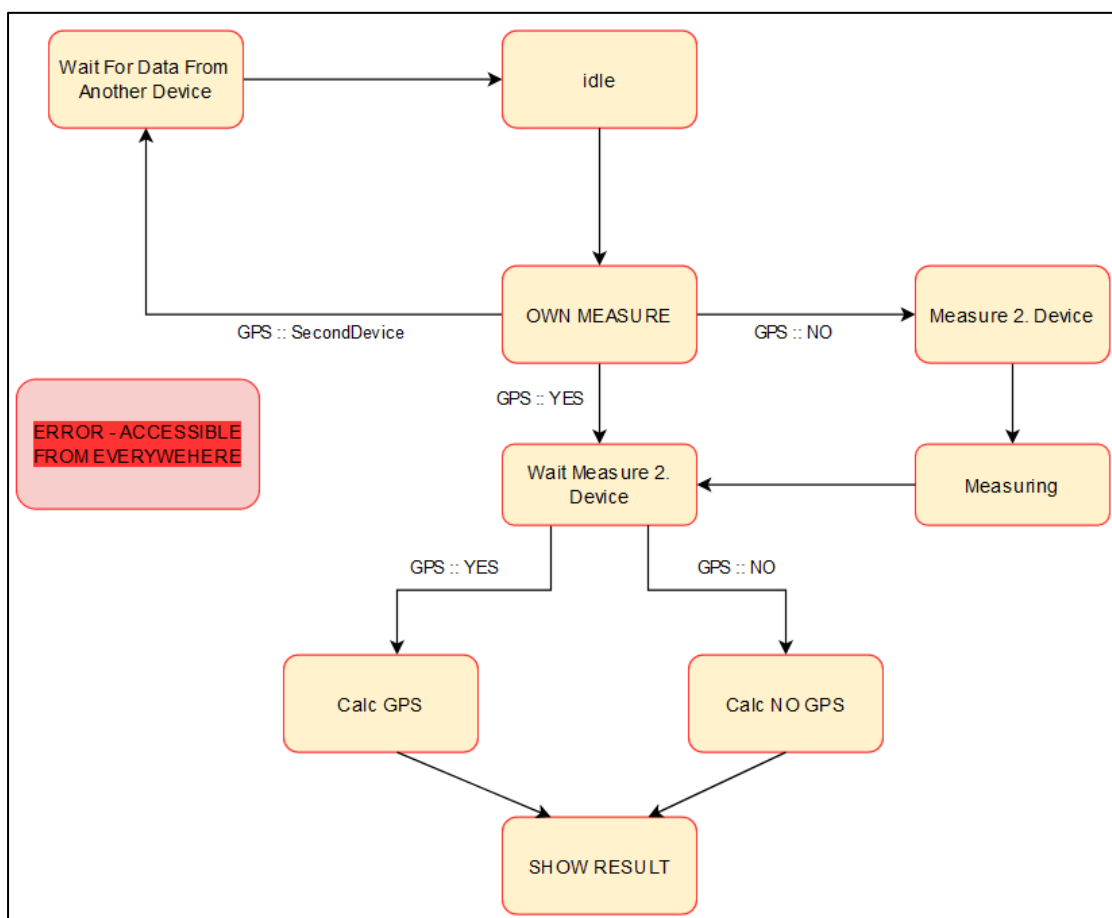 Wait For Data From
Another Device
idle
OWN MEASURE
Measure 2. Device
GPS :: SecondDevice
GPS :: NO
GPS :: YES
ERROR - ACCESSIBLE
FROM EVERYWEHERE
Wait Measure 2.
Device
Measuring
GPS :: YES
GPS :: NO
Calc GPS
Calc NO GPS
SHOW RESULT